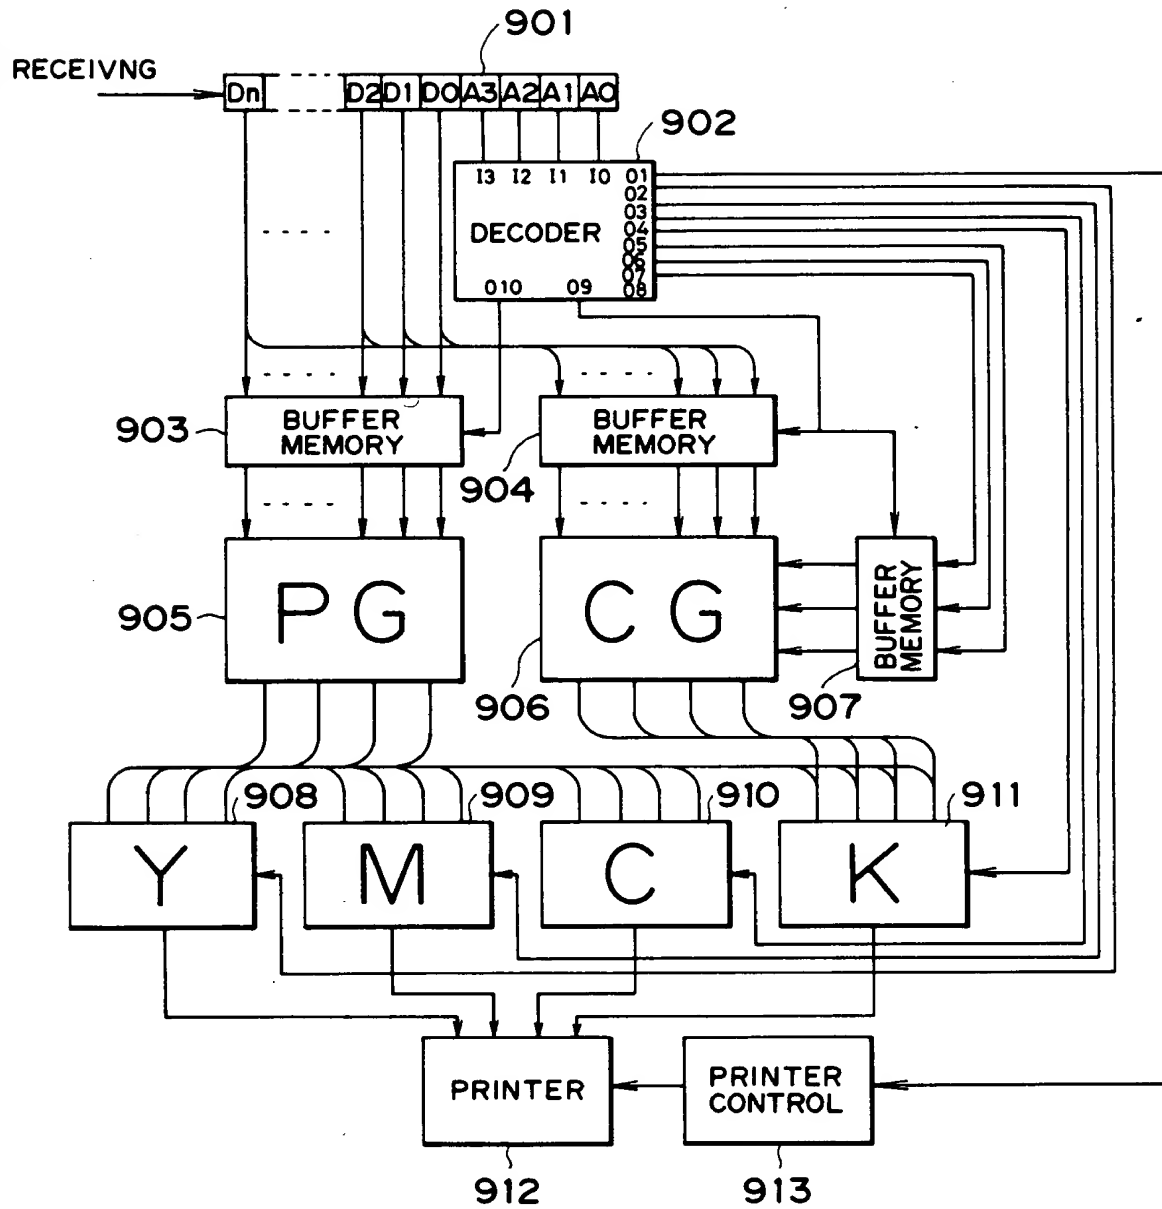 901
RECEIVNG
Dn D2 D1 D0 A3 A2 A1 A0
902
I3 I2 I1 I0 01
02
03
DECODER 04
05
06
07
010 09 08
903 BUFFER MEMORY
904 BUFFER MEMORY
905 PG
906 CG
907 BUFFER MEMORY
908 909 910 911
Y M C K
PRINTER
PRINTER CONTROL
912 913